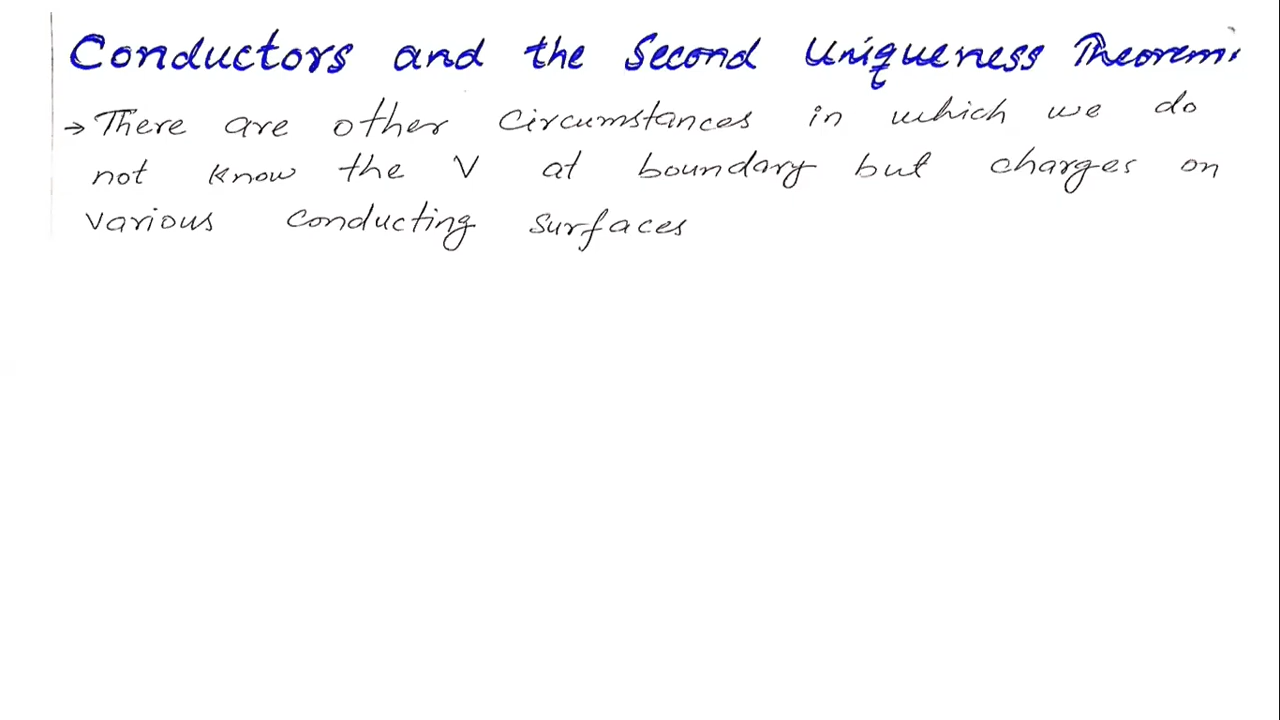 Conductors and the Second Uniqueness Theorem:
→ There are other circumstances in which we do
not know the V at boundary but charges on
various conducting surfaces